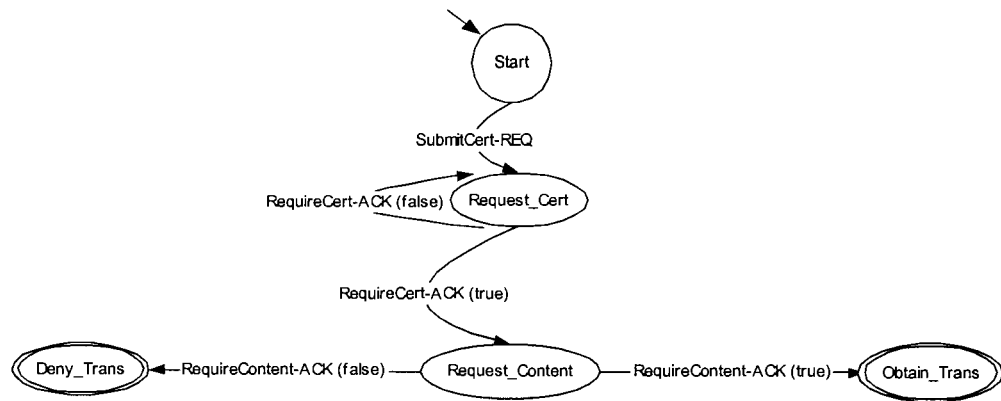 Start
SubmitCert-REQ
RequireCert-ACK (false)
Request_Cert
RequireCert-ACK (true)
Deny_Trans
RequireContent-ACK (false)
Request_Content
RequireContent-ACK (true)
Obtain_Trans